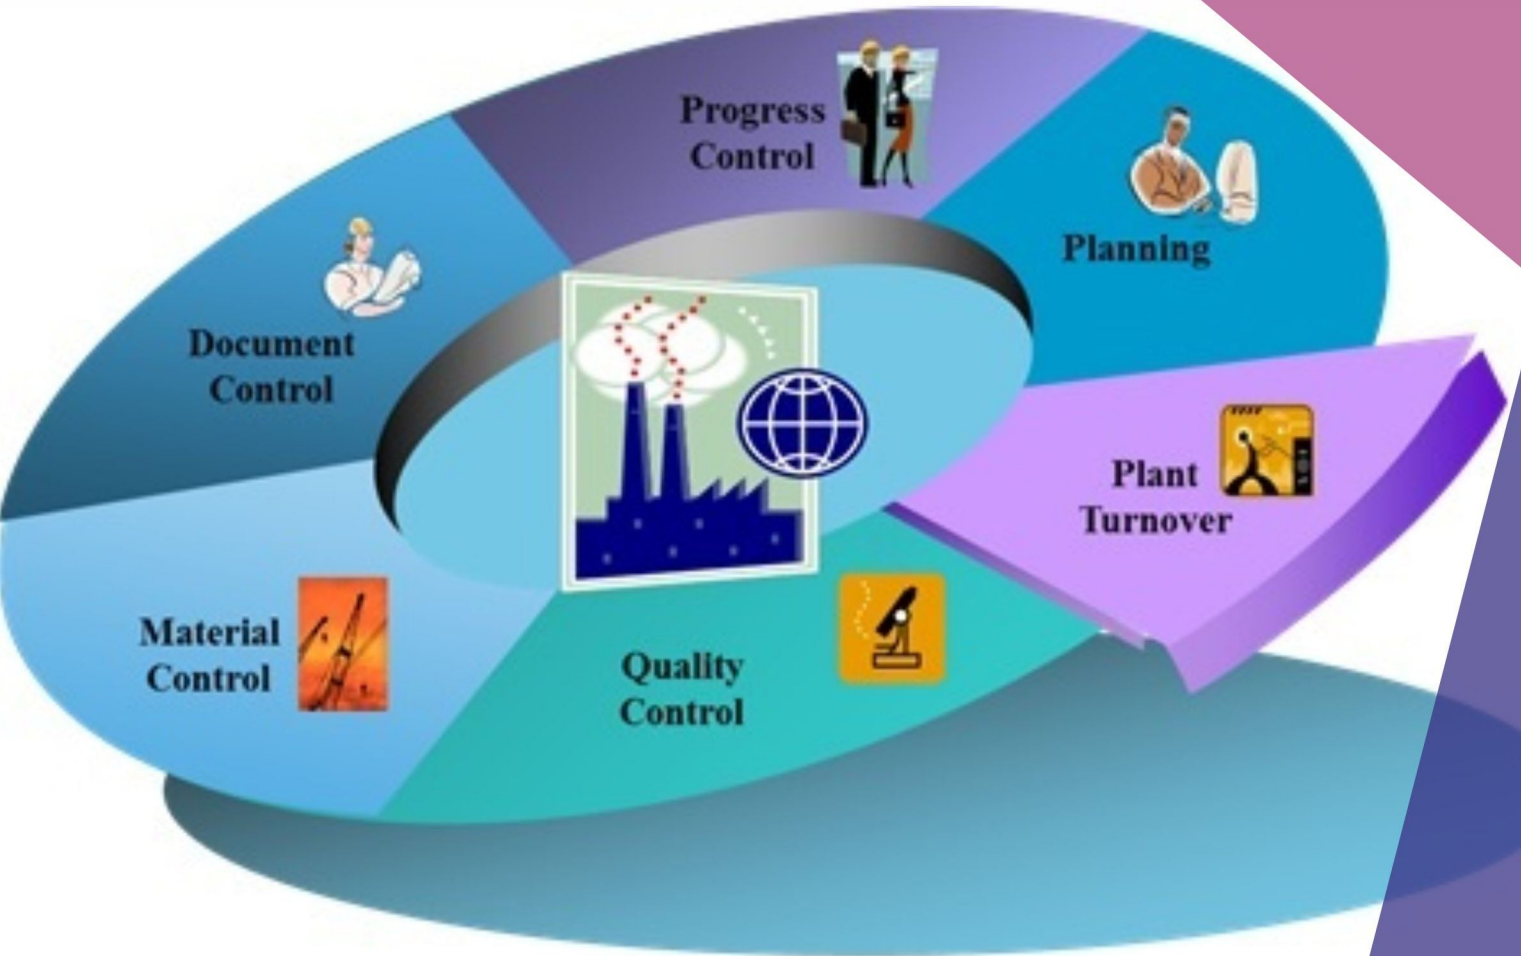 Progress
Control
Planning
Document
Control
Plant
Turnover
Material
Control
Quality
Control